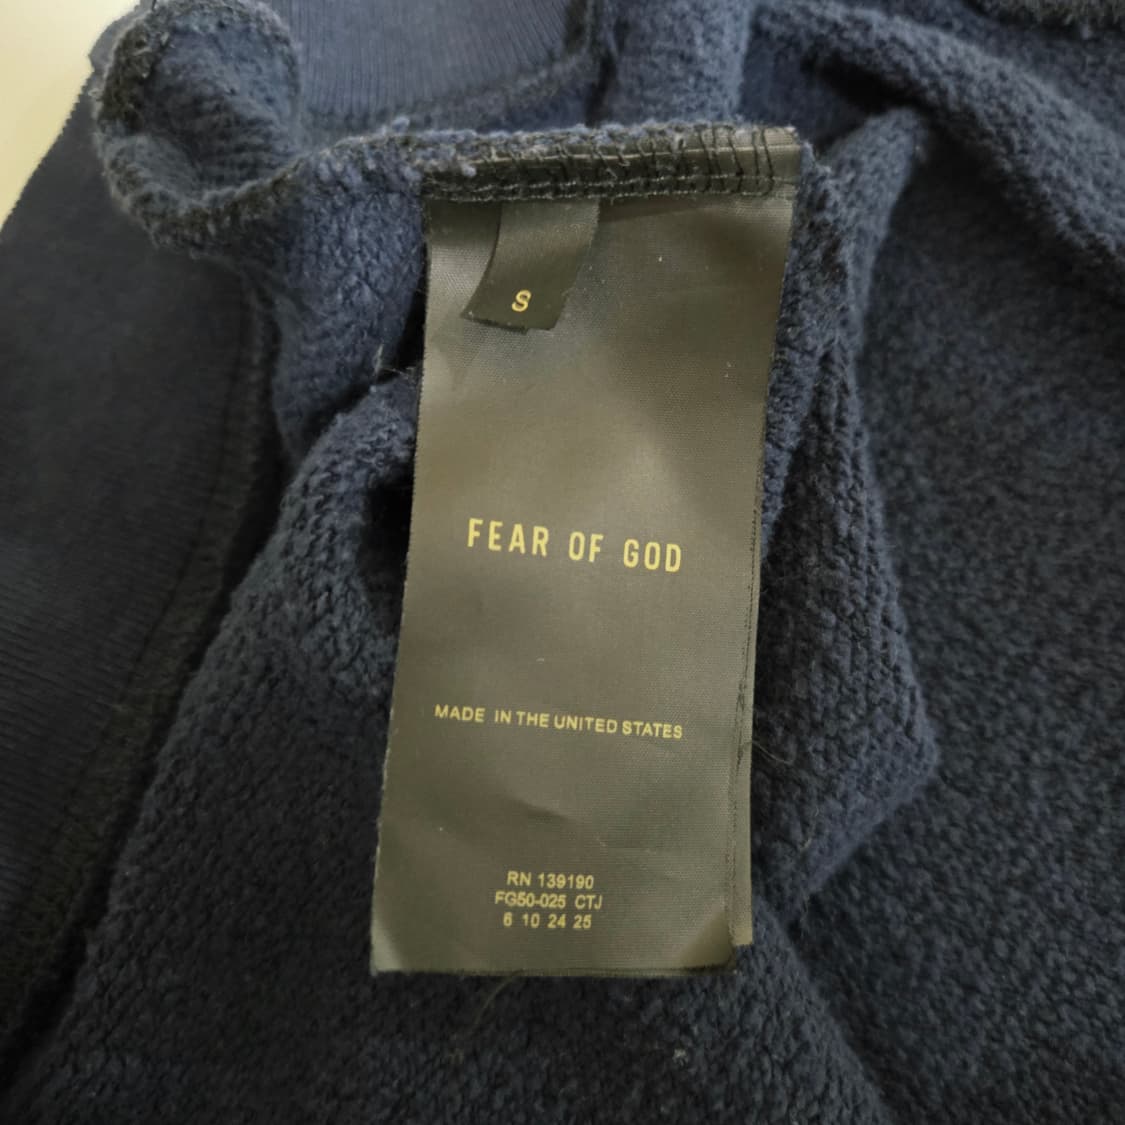 S
FEAR OF GOD
MADE IN THE UNITED STATES
RN 139190
FG50-025 CTJ
6 10 24 25